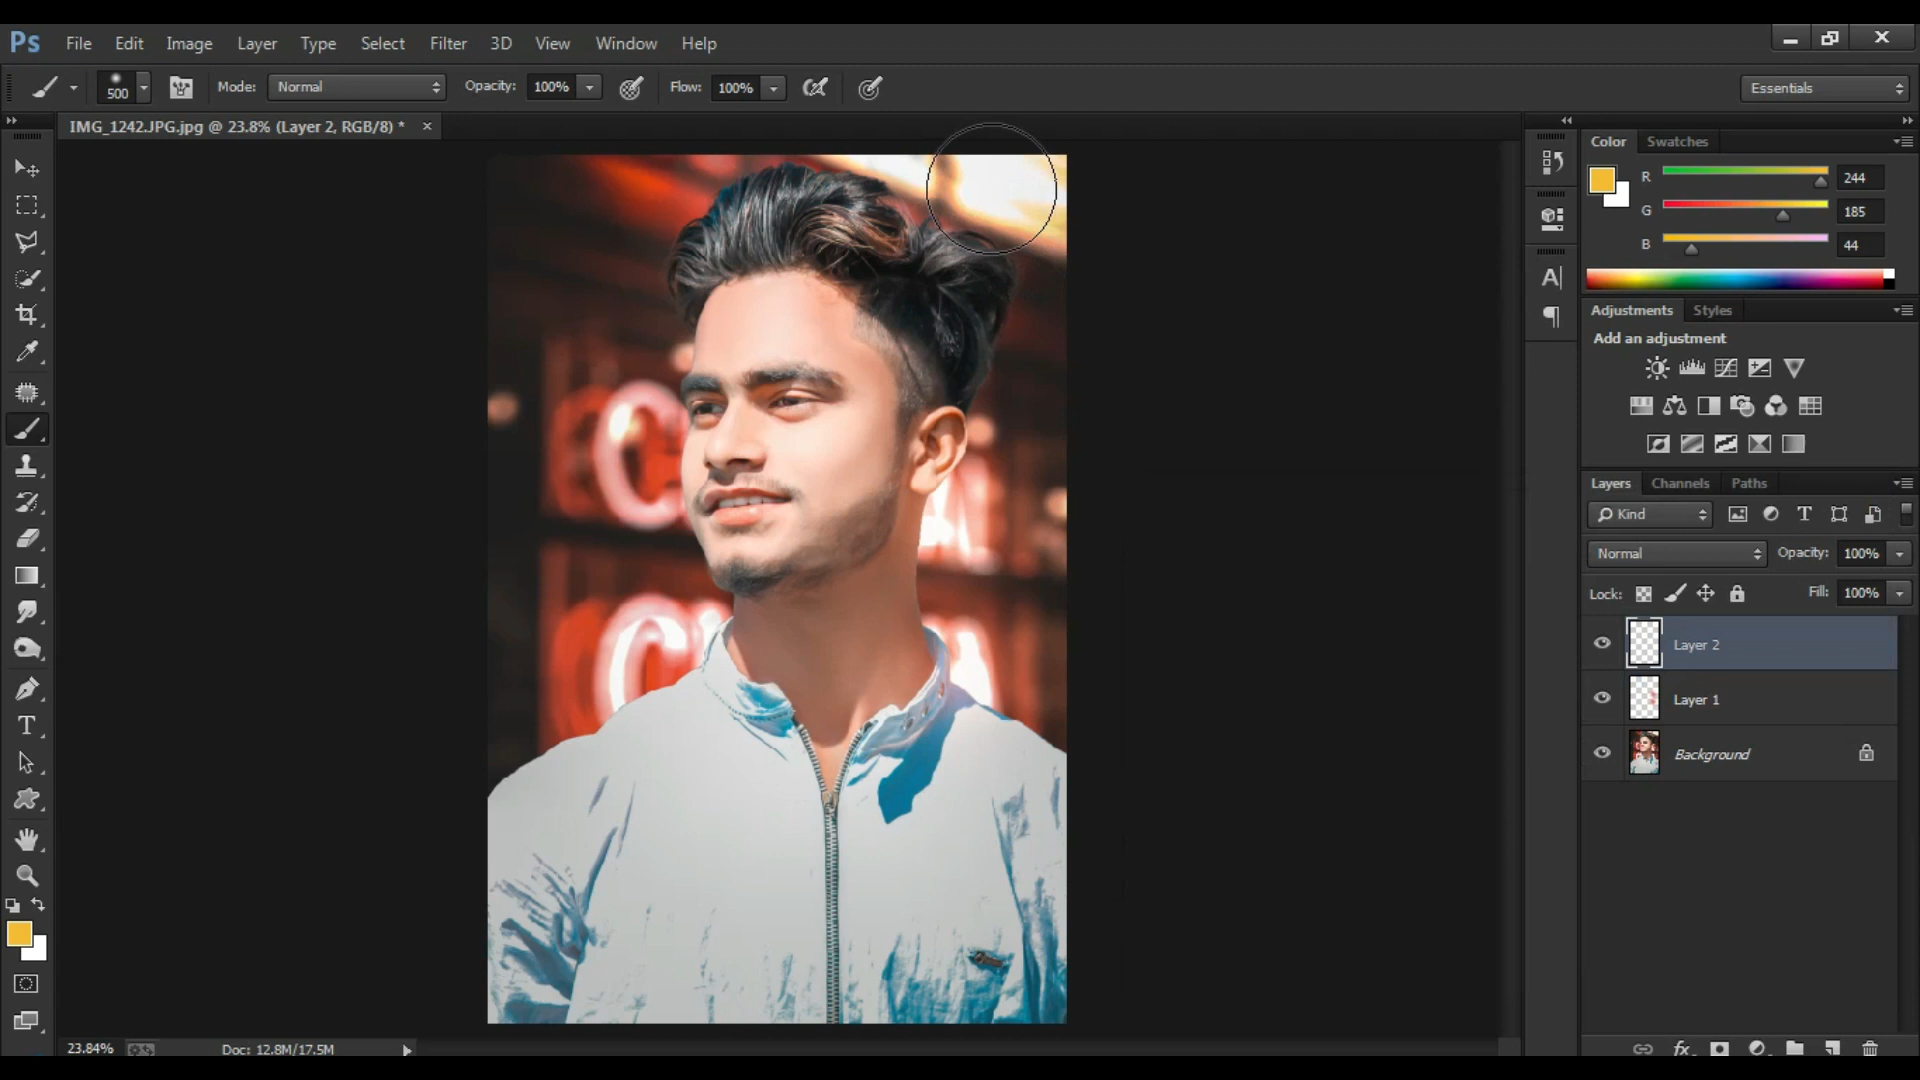 Ps File Edit Image Layer Type Select Filter 3D View Window Help
500 Mode: Normal Opacity: 100% Flow: 100% Essentials
IMG_1242.JPG.jpg @ 23.8% (Layer 2, RGB/8) * ×
Color Swatches
R 244
G 185
B 44
Adjustments Styles
Add an adjustment
Layers Channels Paths
Kind
Normal Opacity: 100%
Lock: Fill: 100%
Layer 2
Layer 1
Background
23.84% Doc: 12.8M/17.5M